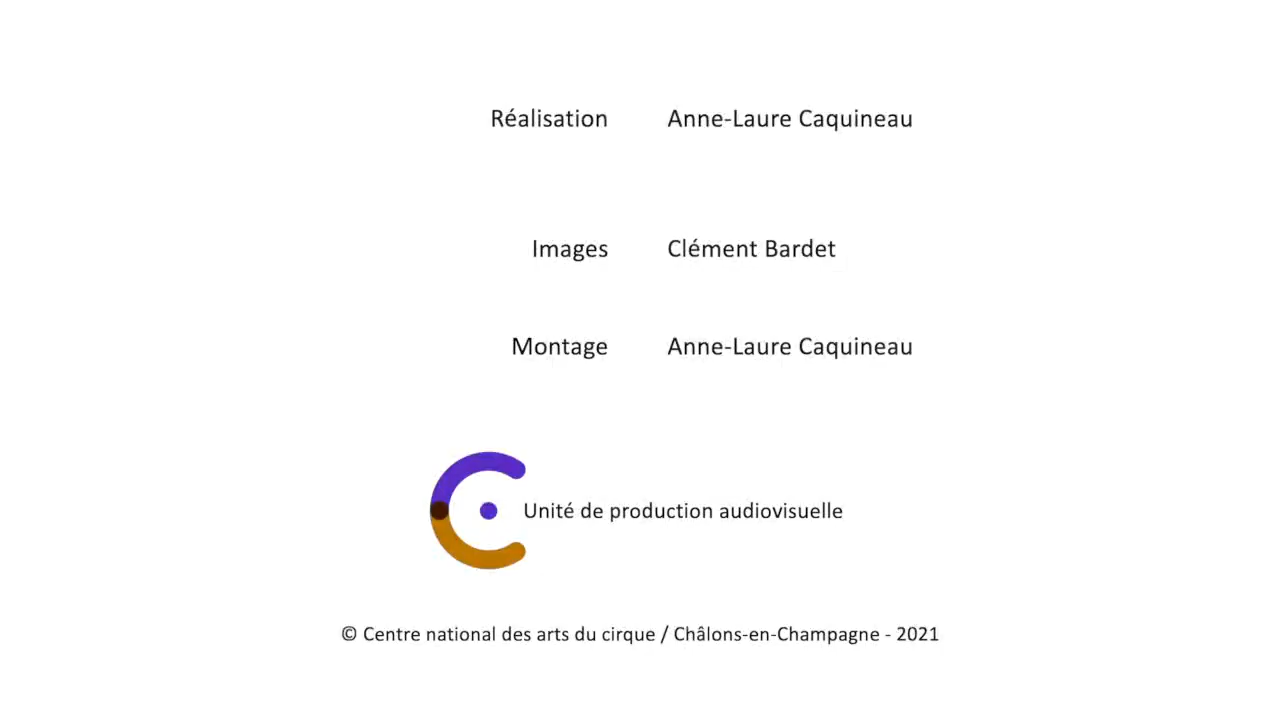 Réalisation Anne-Laure Caquineau
Images Clément Bardet
Montage Anne-Laure Caquineau
Unité de production audiovisuelle
© Centre national des arts du cirque / Châlons-en-Champagne - 2021